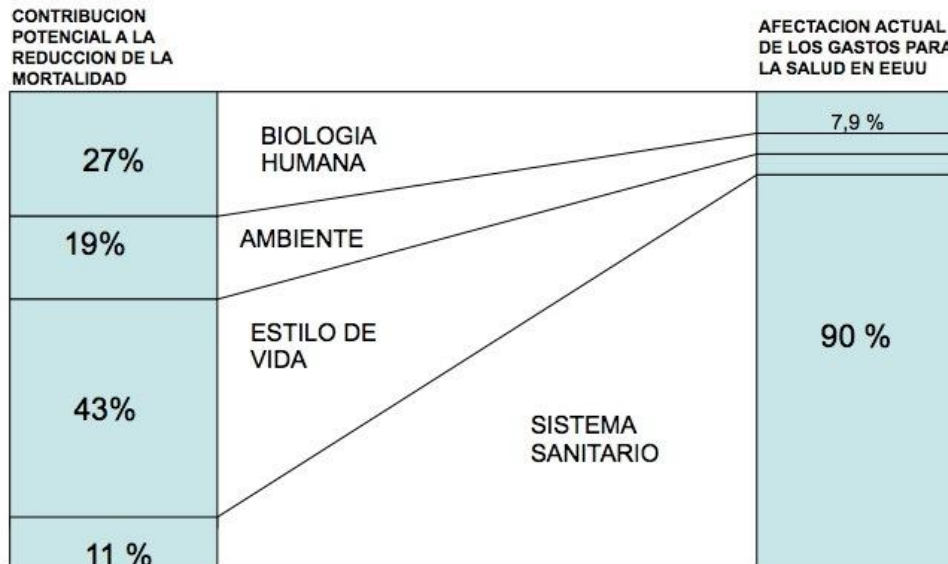 CONTRIBUCION
POTENCIAL A LA
REDUCCION DE LA
MORTALIDAD
AFECTACION ACTUAL
DE LOS GASTOS PARA
LA SALUD EN EEUU
27%
BIOLOGIA
HUMANA
7,9 %
19%
AMBIENTE
43%
ESTILO DE
VIDA
90 %
SISTEMA
SANITARIO
11 %